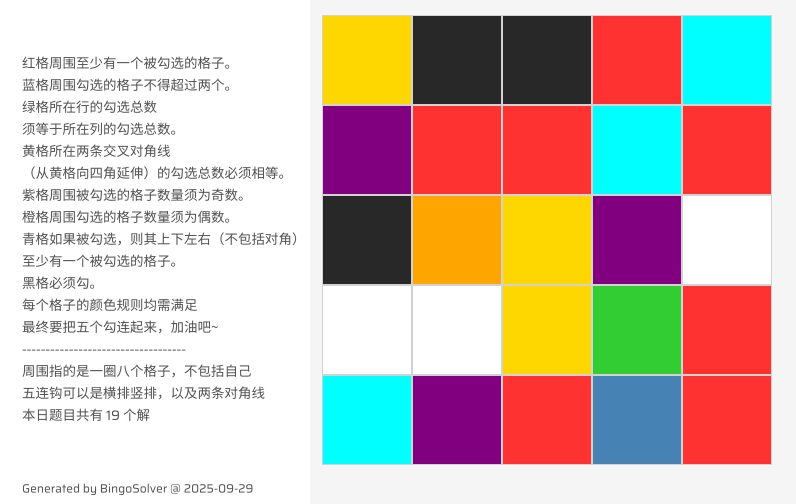 红格周围至少有一个被勾选的格子。
蓝格周围勾选的格子不得超过两个。
绿格所在行的勾选总数
须等于所在列的勾选总数。
黄格所在两条交叉对角线
（从黄格向四角延伸）的勾选总数必须相等。
紫格周围被勾选的格子数量须为奇数。
橙格周围勾选的格子数量须为偶数。
青格如果被勾选，则其上下左右（不包括对角）
至少有一个被勾选的格子。
黑格必须勾。
每个格子的颜色规则均需满足
最终要把五个勾连起来，加油吧~
----------------------------------
周围指的是一圈八个格子，不包括自己
五连钩可以是横排竖排，以及两条对角线
本日题目共有 19 个解
Generated by BingoSolver @ 2025-09-29